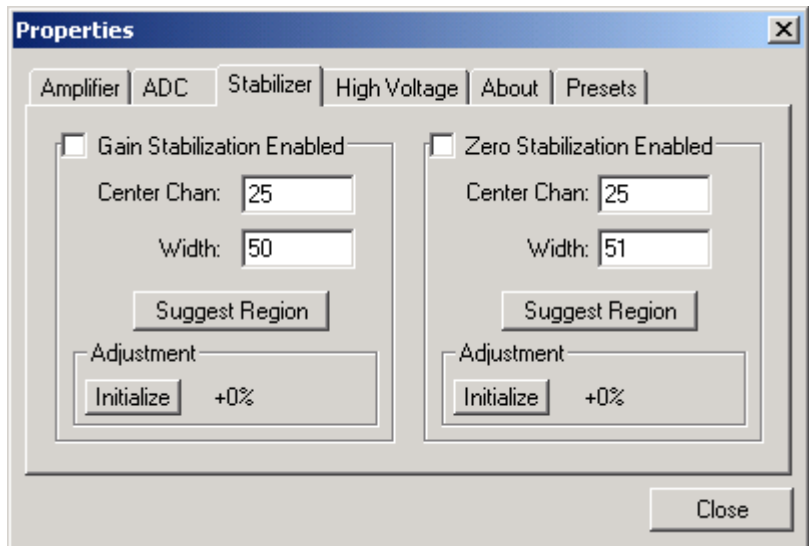 Properties
Amplifier ADC Stabilizer High Voltage About Presets
Gain Stabilization Enabled
Center Chan: 25
Width: 50
Suggest Region
Adjustment
Initialize +0%
Zero Stabilization Enabled
Center Chan: 25
Width: 51
Suggest Region
Adjustment
Initialize +0%
Close